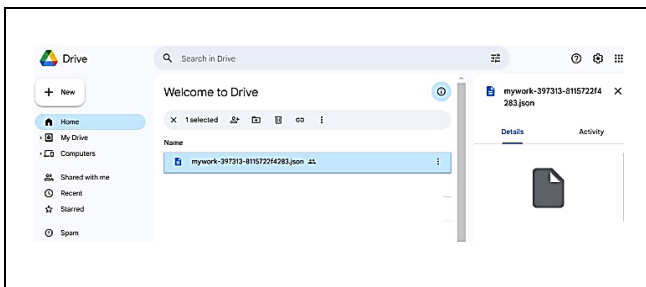 Drive
Search in Drive
New
Home
My Drive
Computers
Shared with me
Recent
Starred
Spam
Welcome to Drive
1 selected
Name
mywork-397313-8115722f4283.json
mywork-397313-8115722f4
283.json
Details
Activity